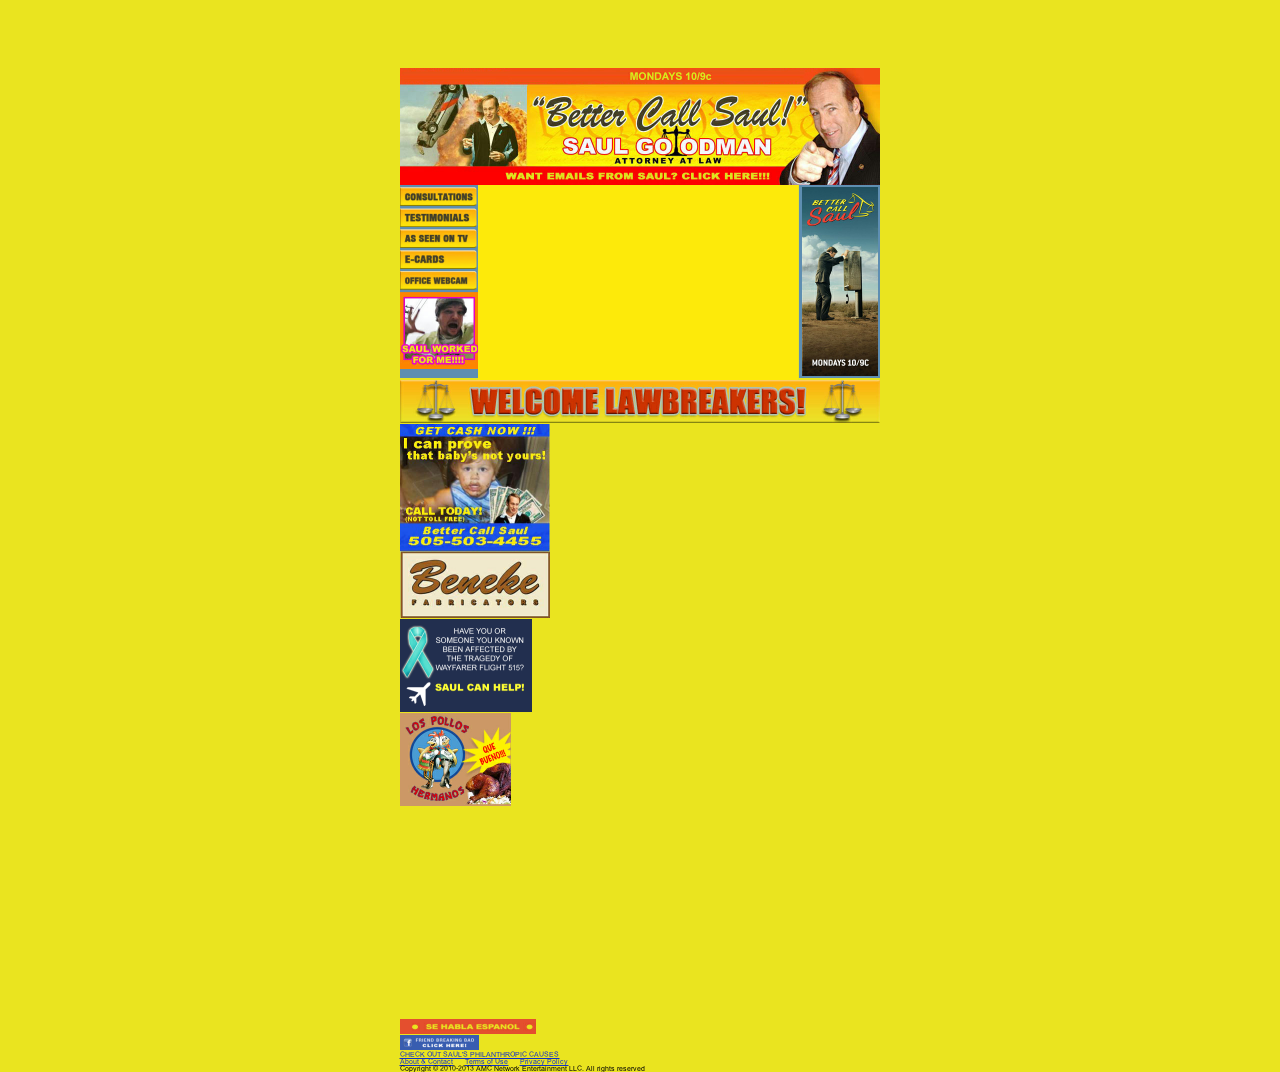 MONDAYS 10/9c
"Better Call Saul!"
SAUL GOODMAN
ATTORNEY AT LAW
WANT EMAILS FROM SAUL? CLICK HERE!!!
CONSULTATIONS
TESTIMONIALS
AS SEEN ON TV
E-CARDS
OFFICE WEBCAM
SAUL WORKED
FOR ME!!!!
BETTER
CALL
Saul
MONDAYS 10/9C
WELCOME LAWBREAKERS!
GET CASH NOW !!!
I can prove
that baby's not yours!
CALL TODAY!
(NOT TOLL FREE)
Better Call Saul
505-503-4455
Beneke
FABRICATORS
HAVE YOU OR
SOMEONE YOU KNOWN
BEEN AFFECTED BY
THE TRAGEDY OF
WAYFARER FLIGHT 515?
SAUL CAN HELP!
LOS POLLOS
QUE
BUENO!!!
HERMANOS
SE HABLA ESPANOL
FRIEND BREAKING BAD
CLICK HERE!
CHECK OUT SAUL'S PHILANTHROPIC CAUSES
About & Contact Terms of Use Privacy Policy
Copyright © 2010-2013 AMC Network Entertainment LLC. All rights reserved